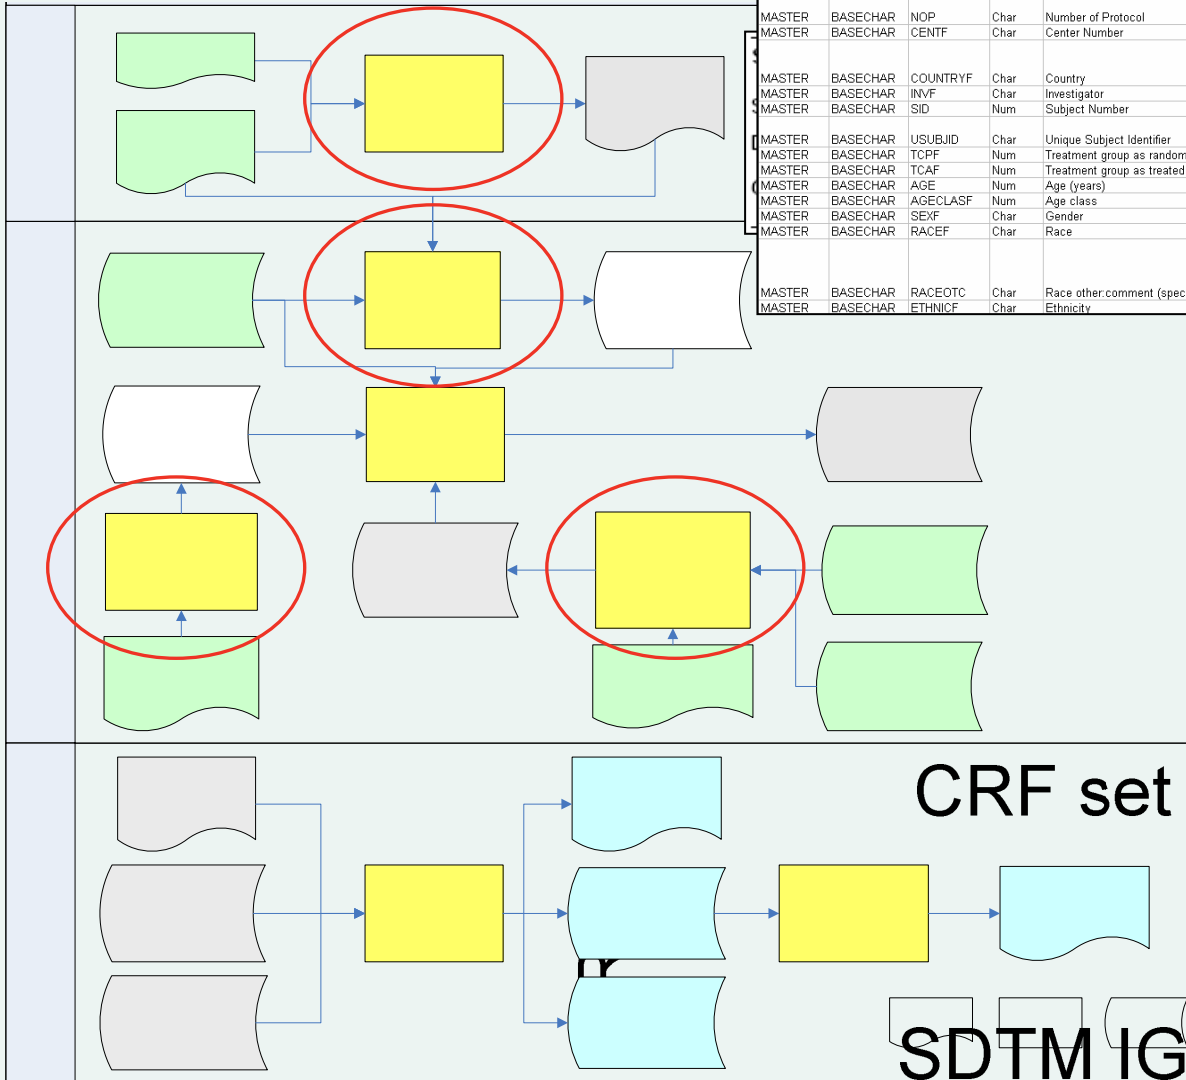 MASTER BASECHAR NOP Char Number of Protocol
MASTER BASECHAR CENTF Char Center Number
MASTER BASECHAR COUNTRYF Char Country
MASTER BASECHAR INVF Char Investigator
MASTER BASECHAR SID Num Subject Number
MASTER BASECHAR USUBJID Char Unique Subject Identifier
MASTER BASECHAR TCPF Num Treatment group as random
MASTER BASECHAR TCAF Num Treatment group as treated
MASTER BASECHAR AGE Num Age (years)
MASTER BASECHAR AGECLASF Num Age class
MASTER BASECHAR SEXF Char Gender
MASTER BASECHAR RACEF Char Race
MASTER BASECHAR RACEOTC Char Race other:comment (spec
MASTER BASECHAR ETHNICF Char Ethnicity
CRF set
SDTM IG